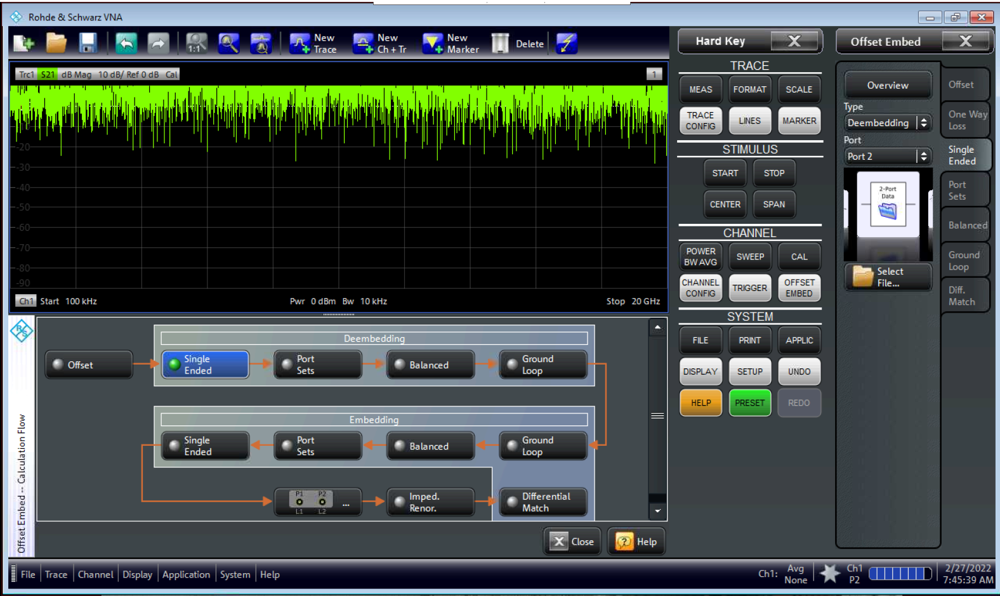 Rohde & Schwarz VNA
1:1
New Trace
New Ch + Tr
New Marker
Delete
Trc1 S21 dB Mag 10 dB/ Ref 0 dB Cal
1
-20
-30
-40
-50
-60
-70
-80
-90
Ch1 Start 100 kHz
Pwr 0 dBm Bw 10 kHz
Stop 20 GHz
Offset Embed -- Calculation Flow
Deembedding
Offset
Single Ended
Port Sets
Balanced
Ground Loop
Embedding
Single Ended
Port Sets
Balanced
Ground Loop
P1 P2
L1 L2
...
Imped. Renor.
Differential Match
Close
Help
Hard Key
X
TRACE
MEAS
FORMAT
SCALE
TRACE CONFIG
LINES
MARKER
STIMULUS
START
STOP
CENTER
SPAN
CHANNEL
POWER BW AVG
SWEEP
CAL
CHANNEL CONFIG
TRIGGER
OFFSET EMBED
SYSTEM
FILE
PRINT
APPLIC
DISPLAY
SETUP
UNDO
HELP
PRESET
REDO
Offset Embed
X
Overview
Type
Deembedding
Port
Port 2
2-Port
Data
Select File...
Offset
One Way Loss
Single Ended
Port Sets
Balanced
Ground Loop
Diff. Match
File Trace Channel Display Application System Help
Ch1: Avg None
Ch1 P2
2/27/2022
7:45:39 AM